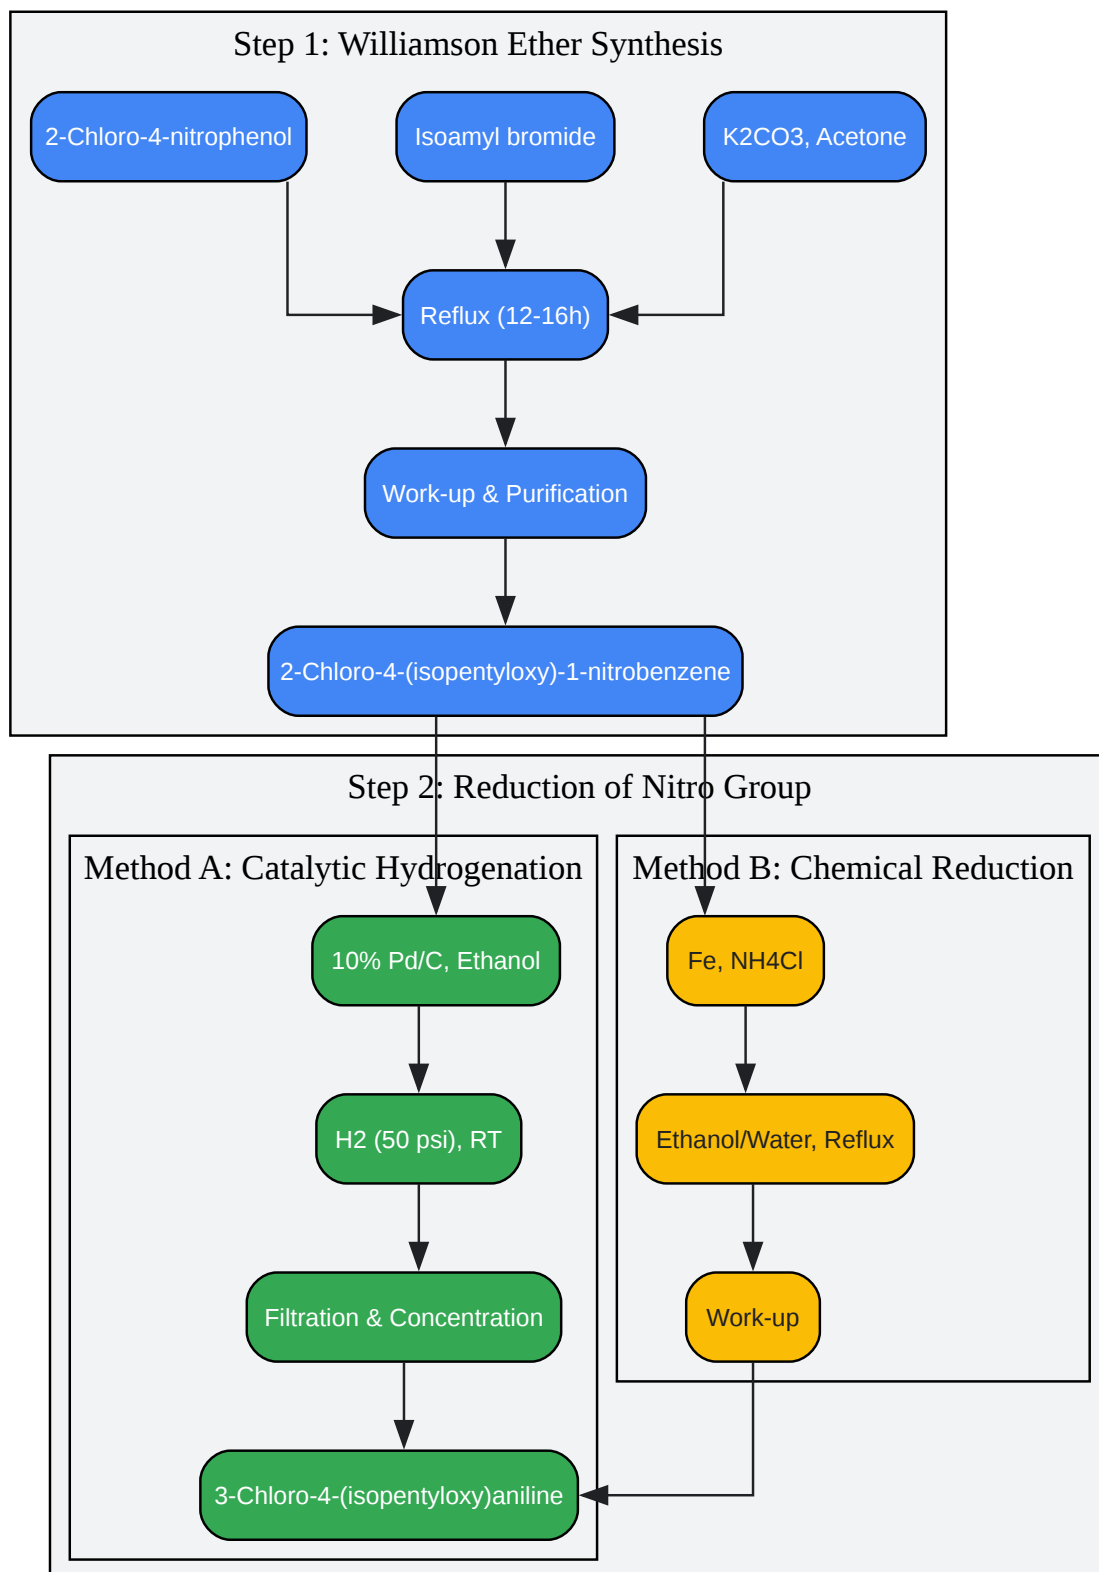 Step 1: Williamson Ether Synthesis
2-Chloro-4-nitrophenol
Isoamyl bromide
K2CO3, Acetone
Reflux (12-16h)
Work-up & Purification
2-Chloro-4-(isopentyloxy)-1-nitrobenzene
Step 2: Reduction of Nitro Group
Method A: Catalytic Hydrogenation
10% Pd/C, Ethanol
H2 (50 psi), RT
Filtration & Concentration
3-Chloro-4-(isopentyloxy)aniline
Method B: Chemical Reduction
Fe, NH4Cl
Ethanol/Water, Reflux
Work-up